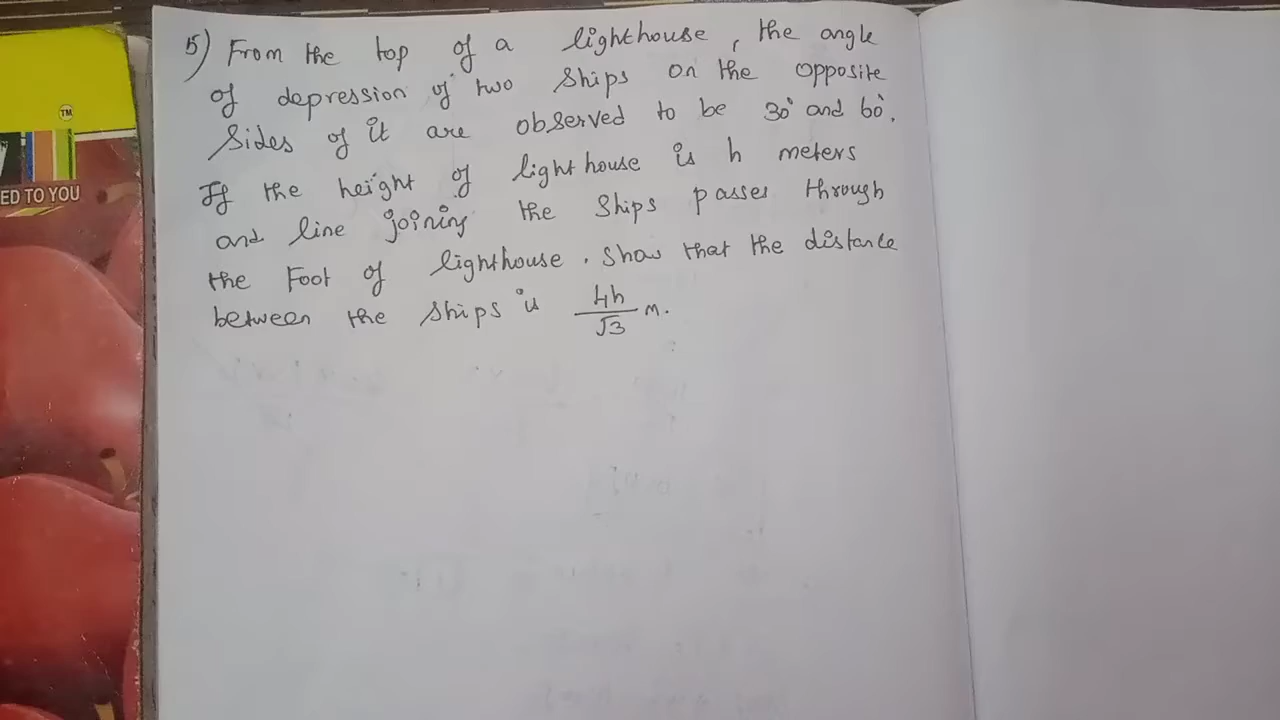 TM
ED TO YOU
5) From the top of a lighthouse, the angle
of depression of two ships on the opposite
sides of it are observed to be 30° and 60°.
If the height of light house is h meters
and line joining the ships passes through
the Foot of lighthouse. Show that the distance
between the ships is 4h/√3 m.